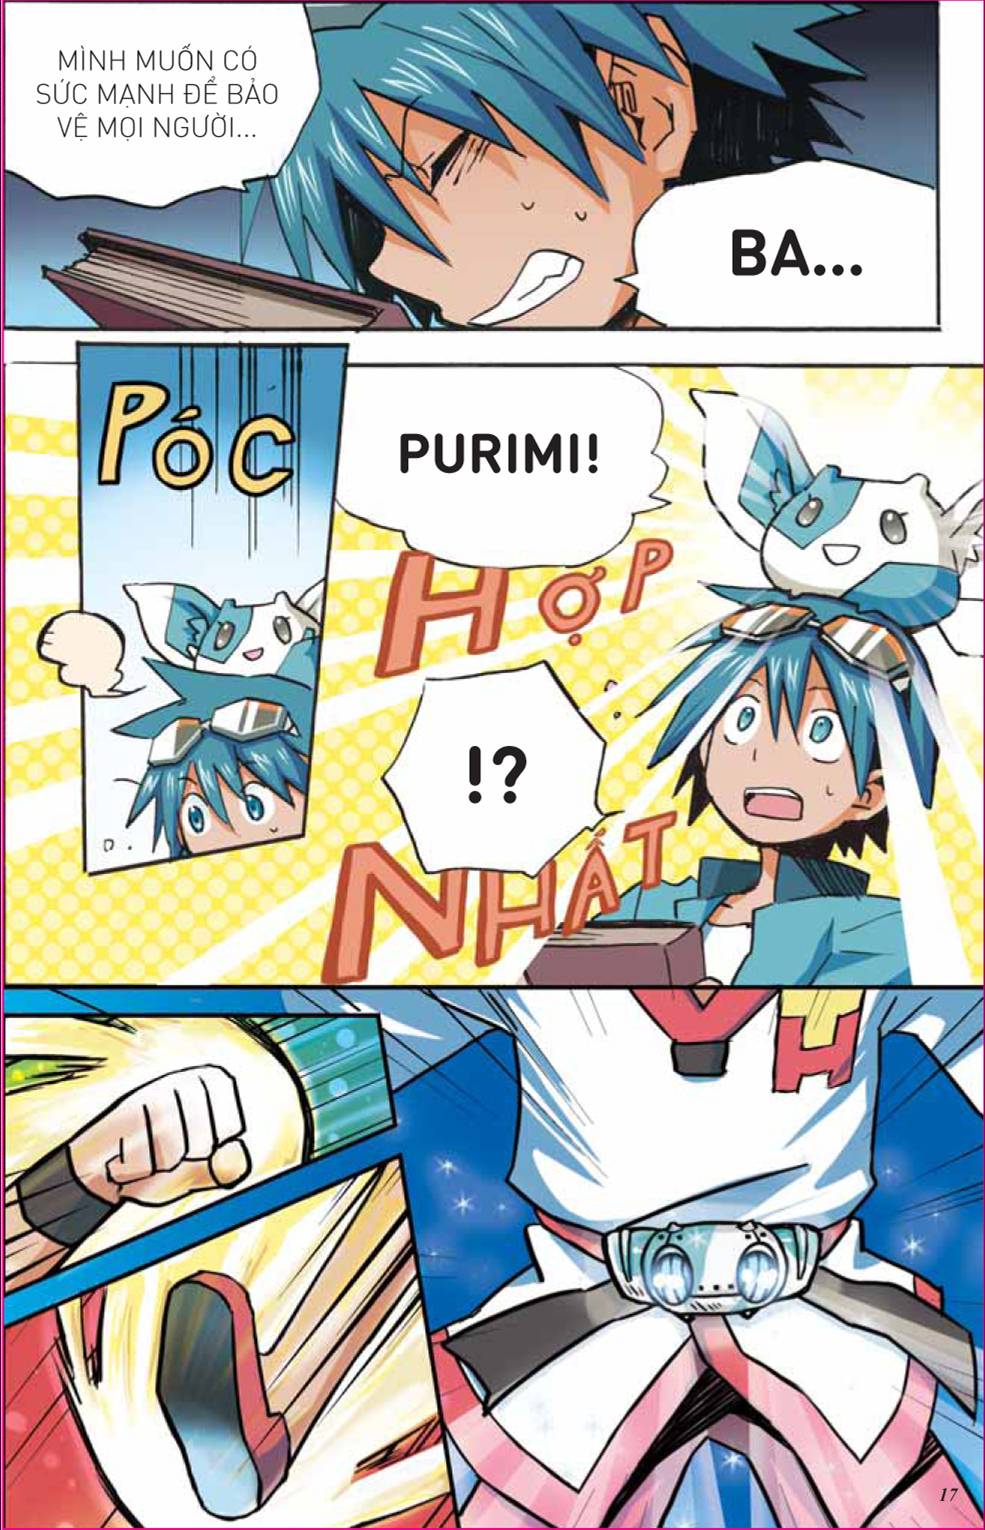 MÌNH MUỐN CÓ
SỨC MẠNH ĐỂ BẢO
VỆ MỌI NGƯỜI...
BA...
PÓC
PURIMI!
HỢP
!?
NHẤT
H
17